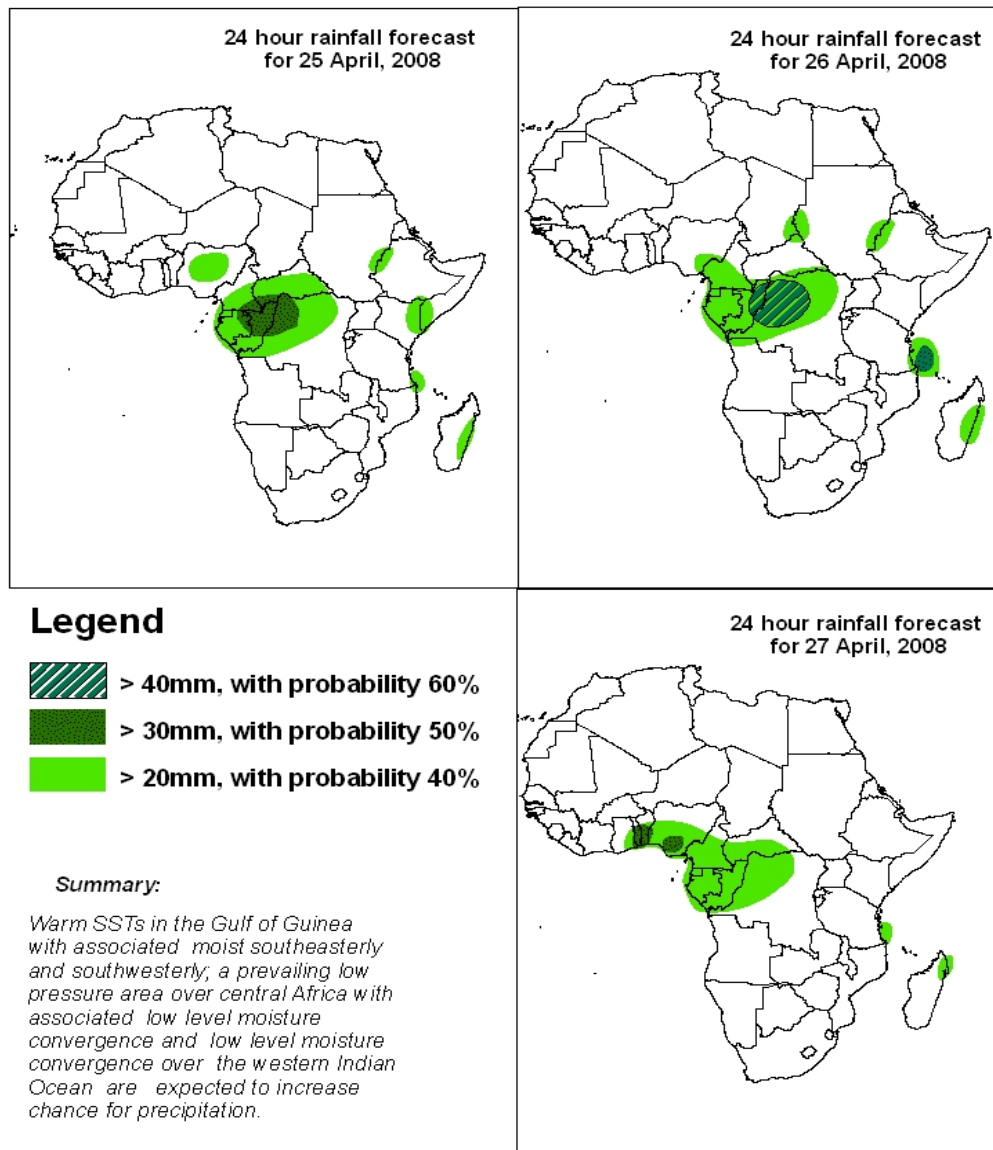 24 hour rainfall forecast
for 25 April, 2008
24 hour rainfall forecast
for 26 April, 2008
Legend
> 40mm, with probability 60%
> 30mm, with probability 50%
> 20mm, with probability 40%
Summary:
Warm SSTs in the Gulf of Guinea
with associated moist southeasterly
and southwesterly; a prevailing low
pressure area over central Africa with
associated low level moisture
convergence and low level moisture
convergence over the western Indian
Ocean are expected to increase
chance for precipitation.
24 hour rainfall forecast
for 27 April, 2008